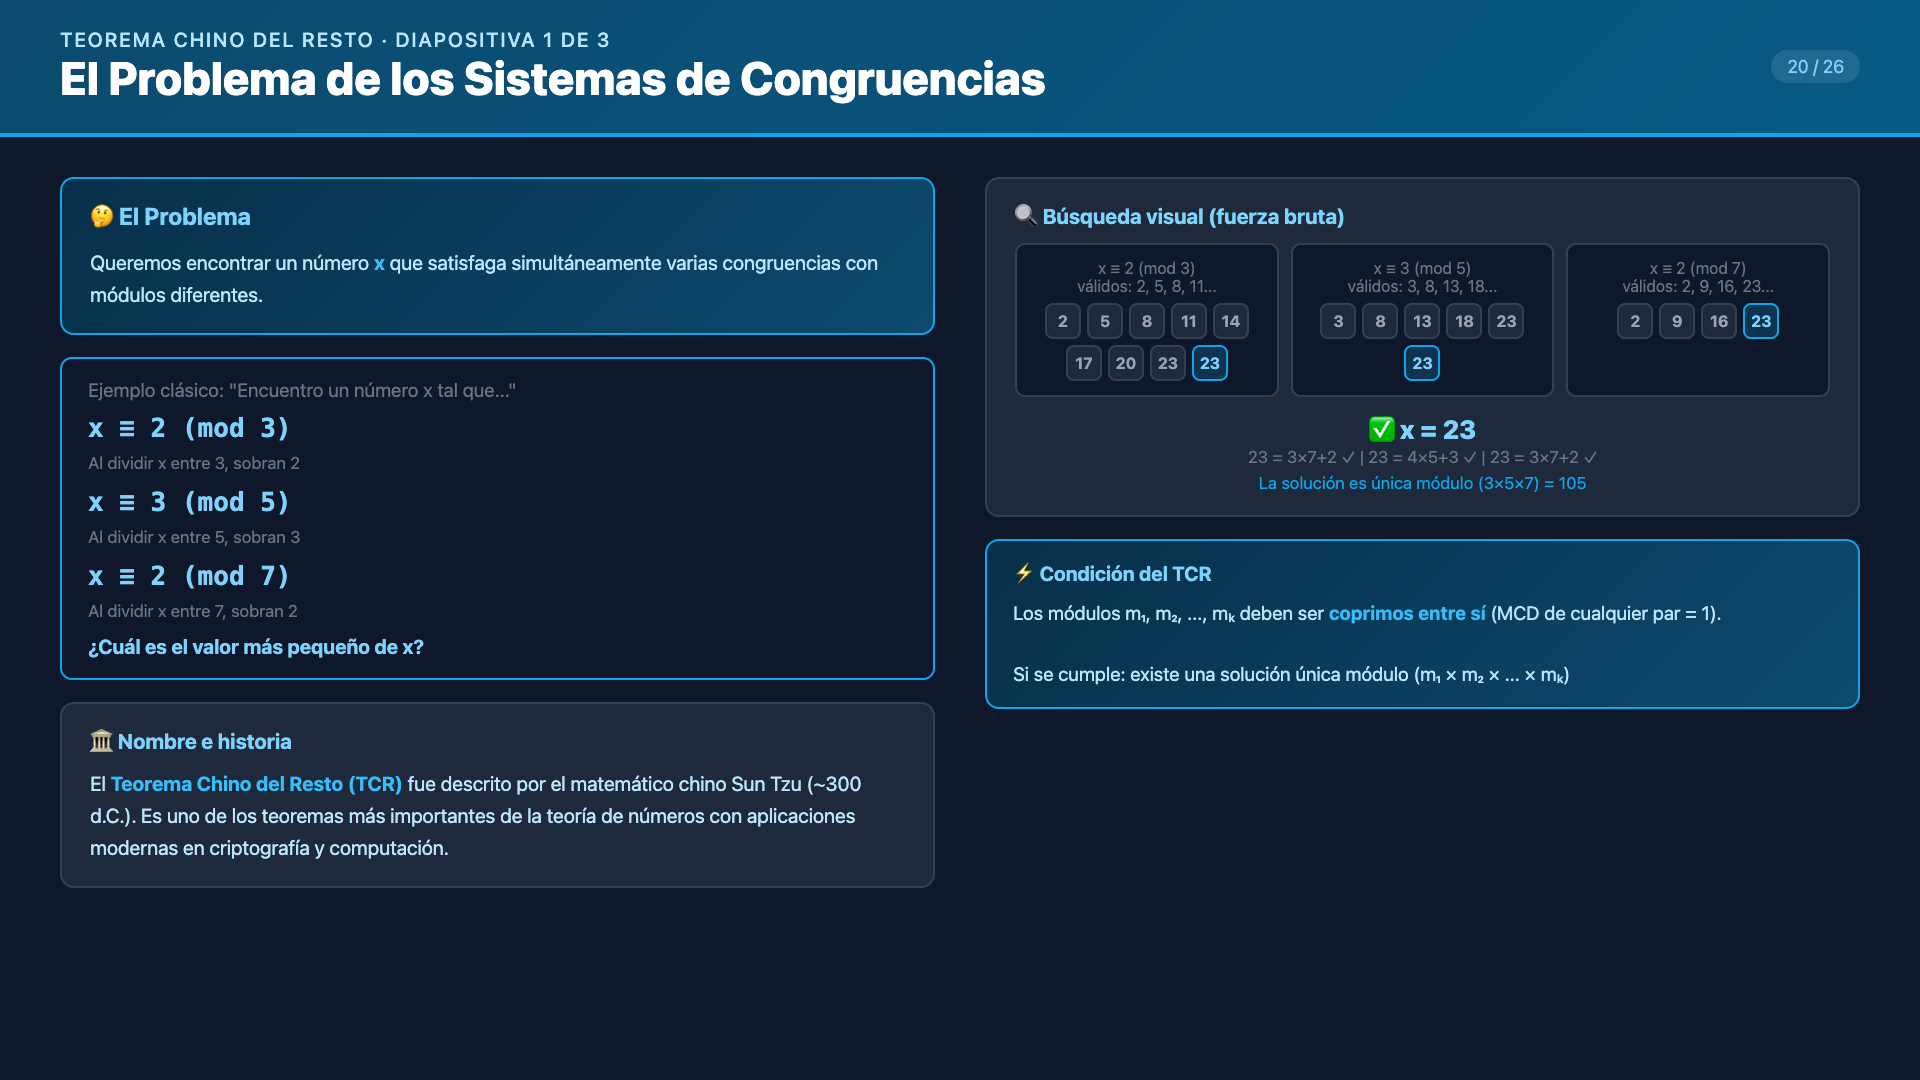 TEOREMA CHINO DEL RESTO · DIAPOSITIVA 1 DE 3
El Problema de los Sistemas de Congruencias
20 / 26
🤔 El Problema
Queremos encontrar un número x que satisfaga simultáneamente varias congruencias con
módulos diferentes.
Ejemplo clásico: "Encuentro un número x tal que..."
x ≡ 2 (mod 3)
Al dividir x entre 3, sobran 2
x ≡ 3 (mod 5)
Al dividir x entre 5, sobran 3
x ≡ 2 (mod 7)
Al dividir x entre 7, sobran 2
¿Cuál es el valor más pequeño de x?
🏛️ Nombre e historia
El Teorema Chino del Resto (TCR) fue descrito por el matemático chino Sun Tzu (~300
d.C.). Es uno de los teoremas más importantes de la teoría de números con aplicaciones
modernas en criptografía y computación.
🔍 Búsqueda visual (fuerza bruta)
x ≡ 2 (mod 3)
válidos: 2, 5, 8, 11...
2 5 8 11 14
17 20 23 23
x ≡ 3 (mod 5)
válidos: 3, 8, 13, 18...
3 8 13 18 23
23
x ≡ 2 (mod 7)
válidos: 2, 9, 16, 23...
2 9 16 23
✅ x = 23
23 = 3×7+2 ✓ | 23 = 4×5+3 ✓ | 23 = 3×7+2 ✓
La solución es única módulo (3×5×7) = 105
⚡ Condición del TCR
Los módulos m₁, m₂, ..., mₖ deben ser coprimos entre sí (MCD de cualquier par = 1).
Si se cumple: existe una solución única módulo (m₁ × m₂ × ... × mₖ)